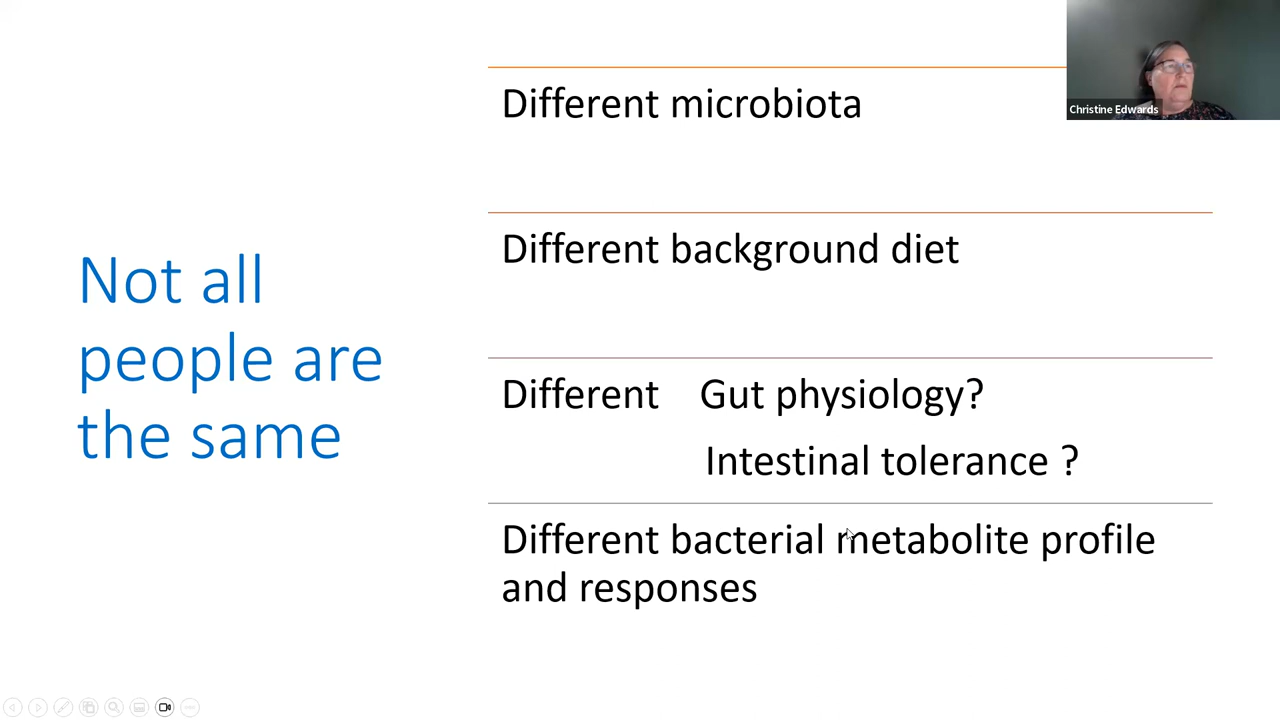 Not all
people are
the same
Different microbiota
Different background diet
Different Gut physiology?
Intestinal tolerance ?
Different bacterial metabolite profile
and responses
Christine Edwards